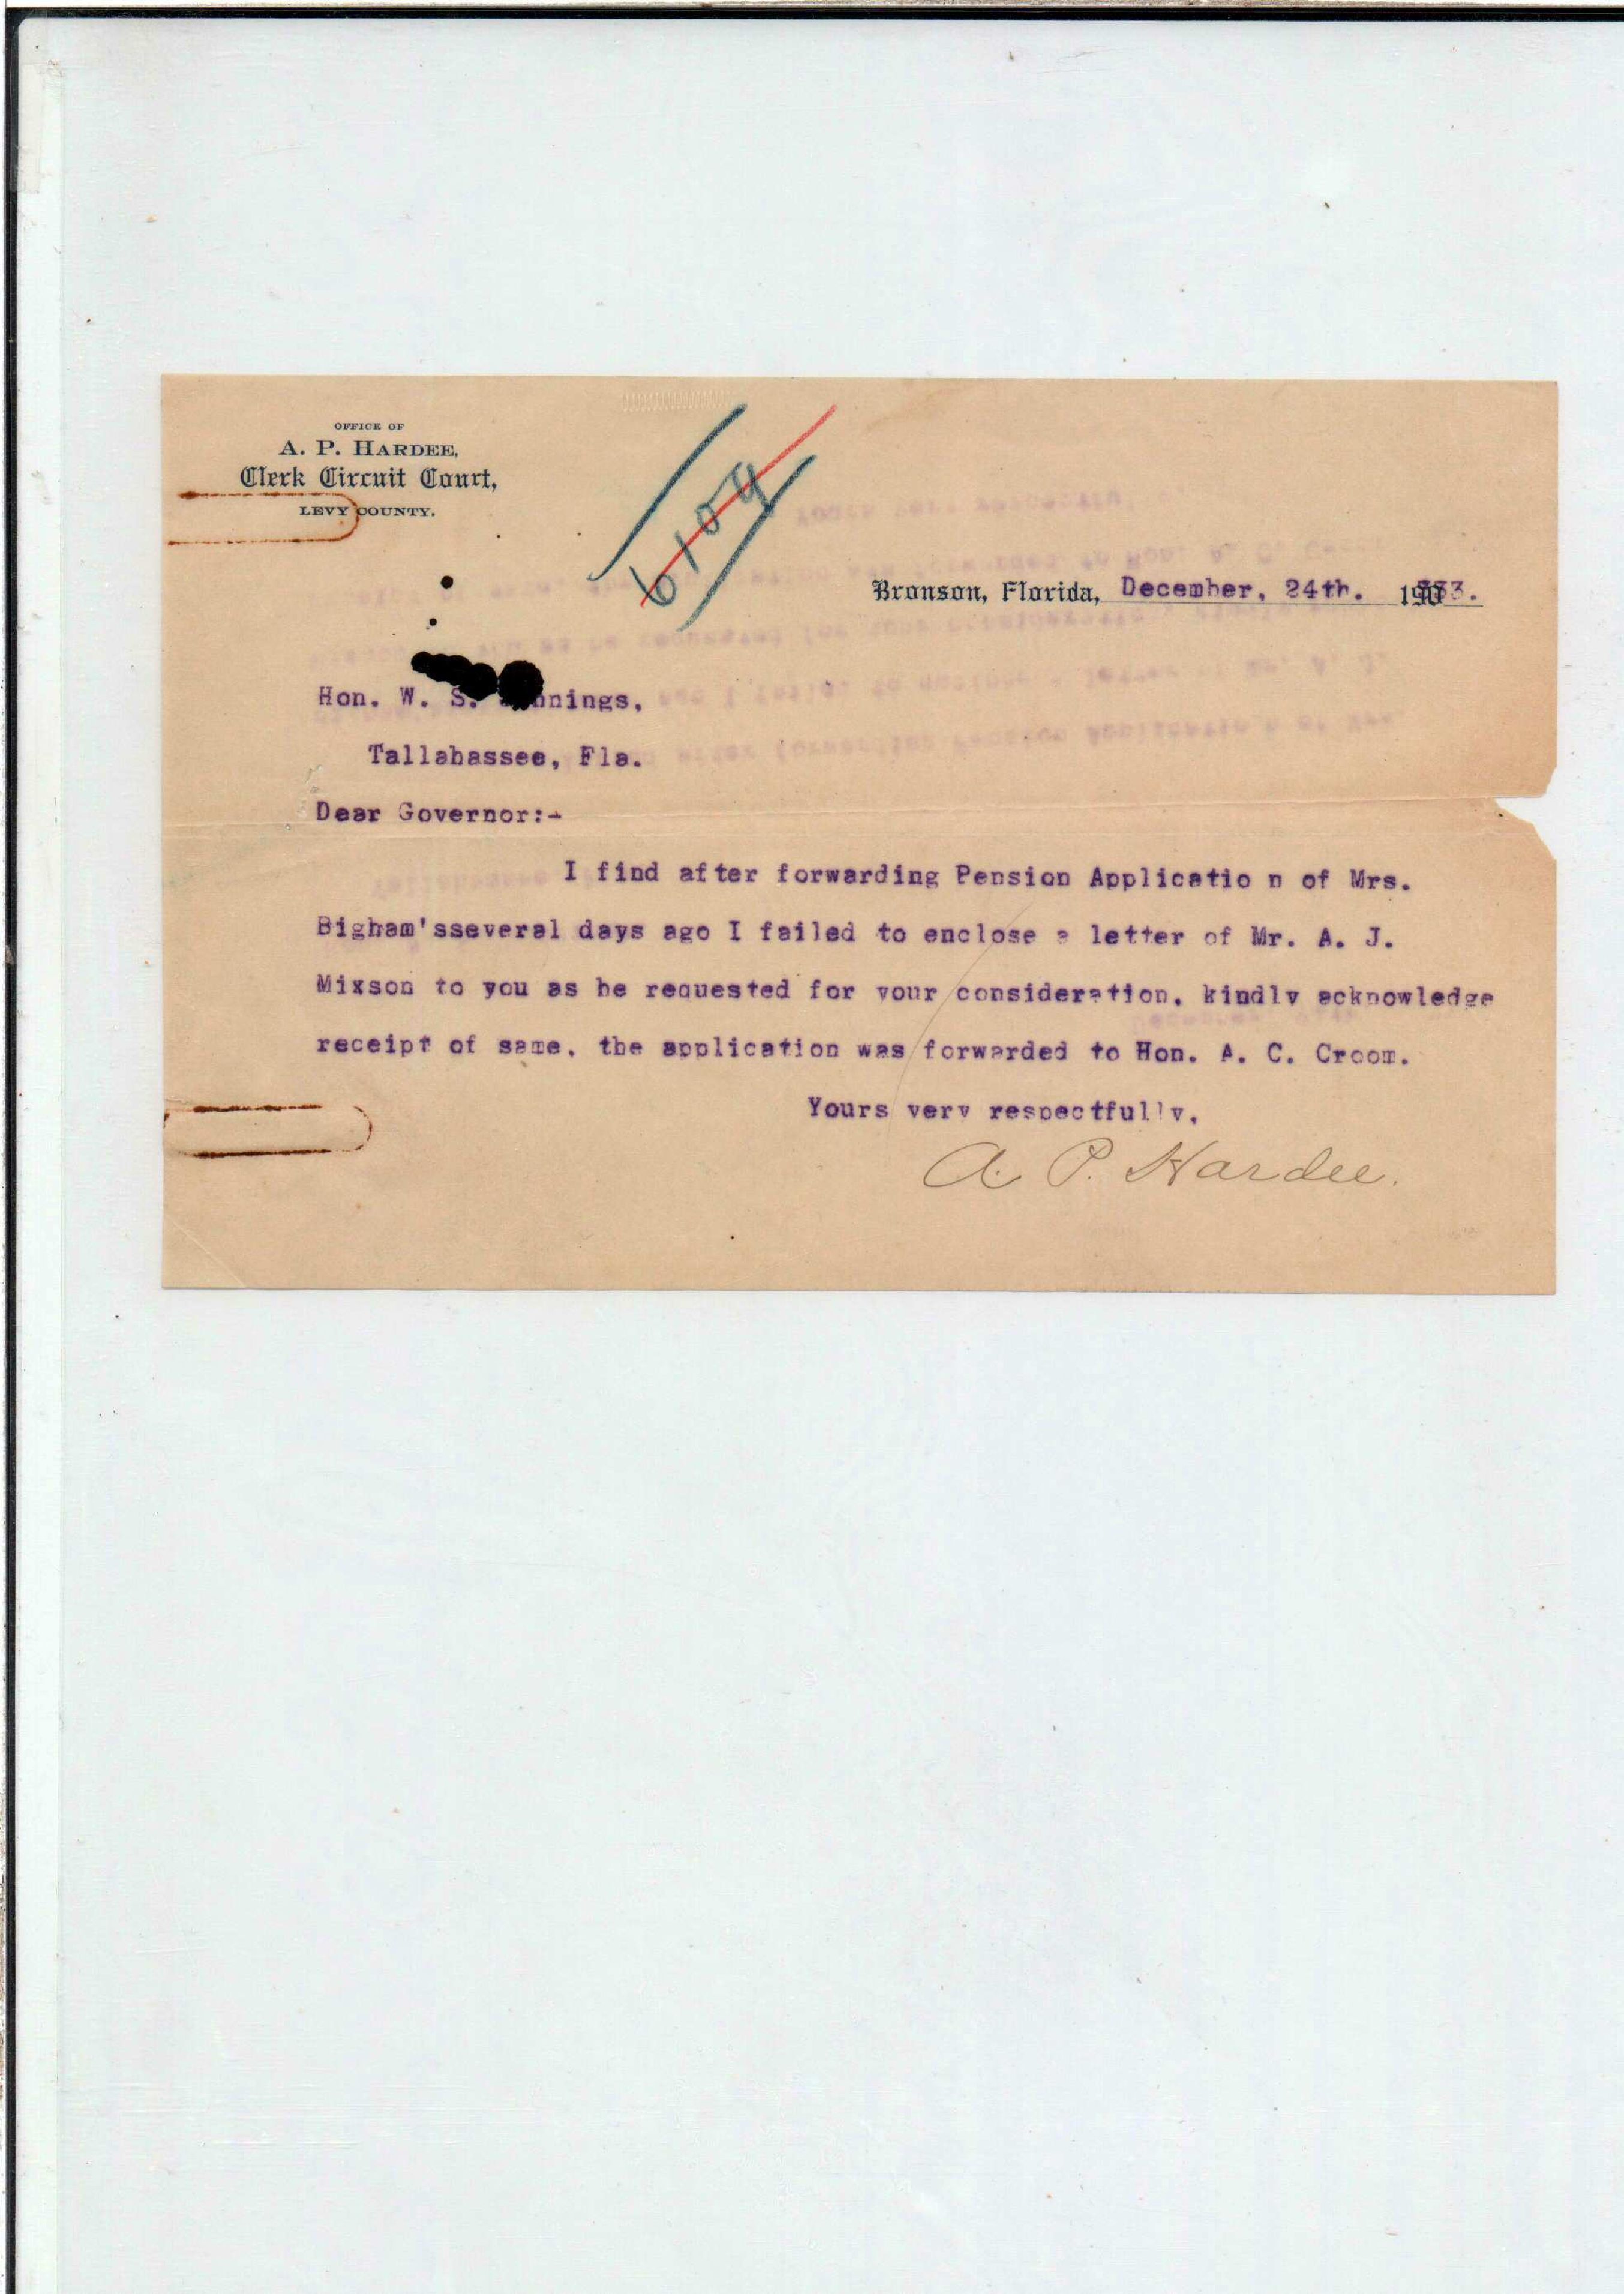 OFFICE OF
A. P. HARDEE,
Clerk Circuit Court,
LEVY COUNTY.
Bronson, Florida, December, 24th.
Hon. W. S. nnings,
Tallahassee, Fla.
Dear Governor:-
I find after forwarding Pension Applicatio n of Mrs.
Bigham'sseveral days ago I failed to enclose a letter of Mr. A. J.
Mixson to you as he requested for your consideration, kindly acknowledge
receipt of same, the application was forwarded to Hon. A. C. Croom.
Yours very respectfully,
A. P. Hardee.